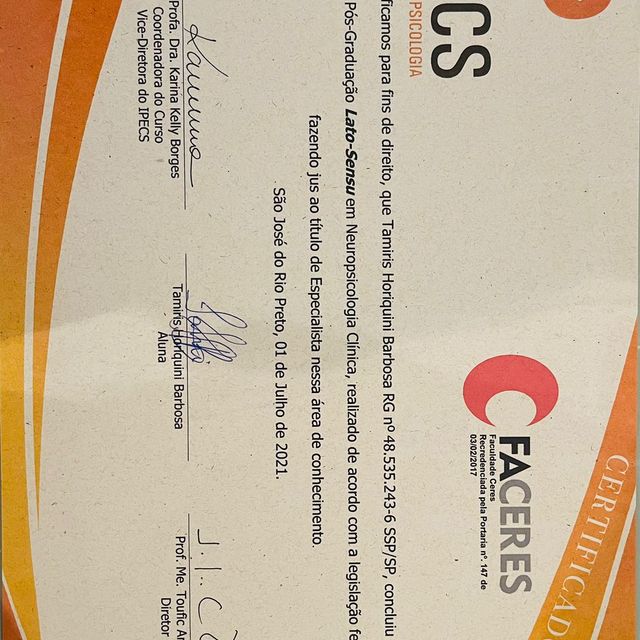 CERTIFICAD
CS
PSICOLOGIA
FACERES
Faculdade Ceres
Recredenciada pela Portaria nº 147 de
03/02/2017
ficamos para fins de direito, que Tamiris Horiquini Barbosa RG nº 48.535.243-6 SSP/SP, concluiu
Pós-Graduação Lato-Sensu em Neuropsicologia Clínica, realizado de acordo com a legislação fe
fazendo jus ao título de Especialista nessa área de conhecimento.
São José do Rio Preto, 01 de Julho de 2021.
Profa. Dra. Karina Kelly Borges
Coordenadora do Curso
Vice-Diretora do IPECS
Tamiris Horiquini Barbosa
Aluna
Prof. Me. Toufic An
Diretor